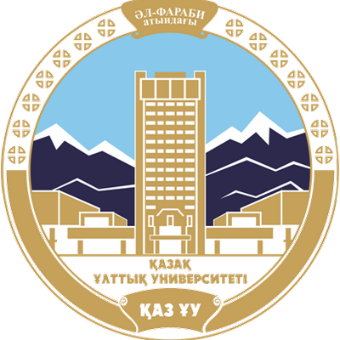 ӘЛ-ФАРАБИ
атындағы
ҚАЗАҚ
ҰЛТТЫҚ УНИВЕРСИТЕТІ
ҚАЗ ҰУ